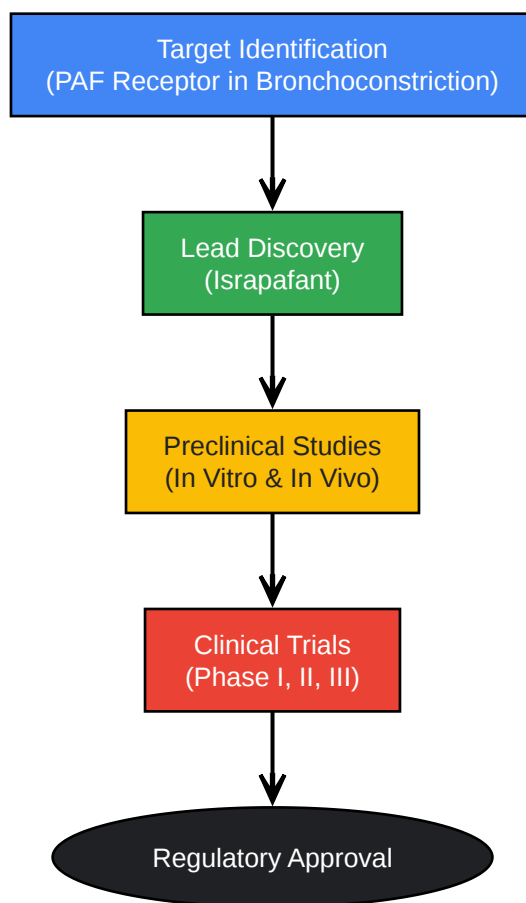 Target Identification
(PAF Receptor in Bronchoconstriction)
Lead Discovery
(Israpafant)
Preclinical Studies
(In Vitro & In Vivo)
Clinical Trials
(Phase I, II, III)
Regulatory Approval